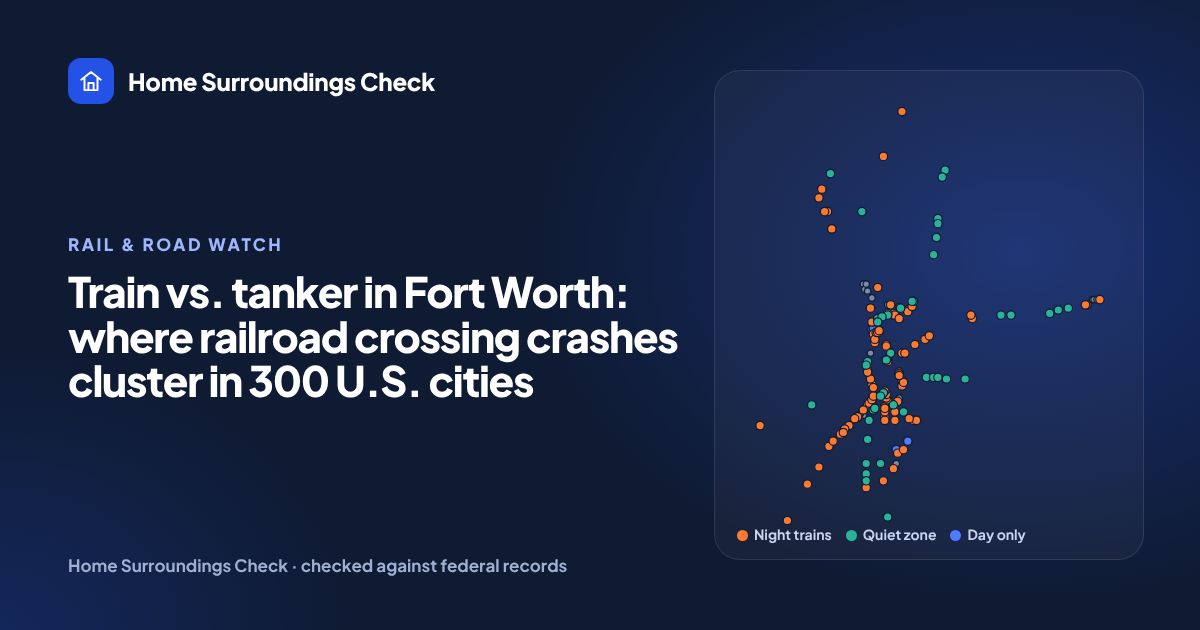 Home Surroundings Check
RAIL & ROAD WATCH
Train vs. tanker in Fort Worth:
where railroad crossing crashes
cluster in 300 U.S. cities
Night trains
Quiet zone
Day only
Home Surroundings Check · checked against federal records